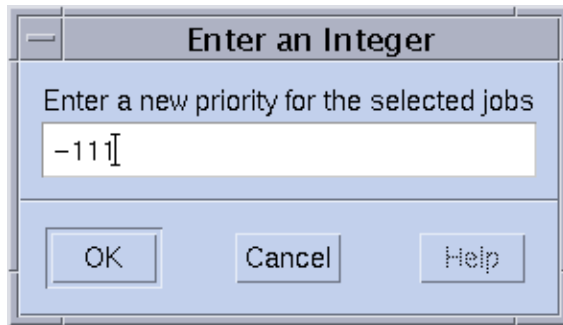 Enter an Integer
Enter a new priority for the selected jobs
-111
OK Cancel Help